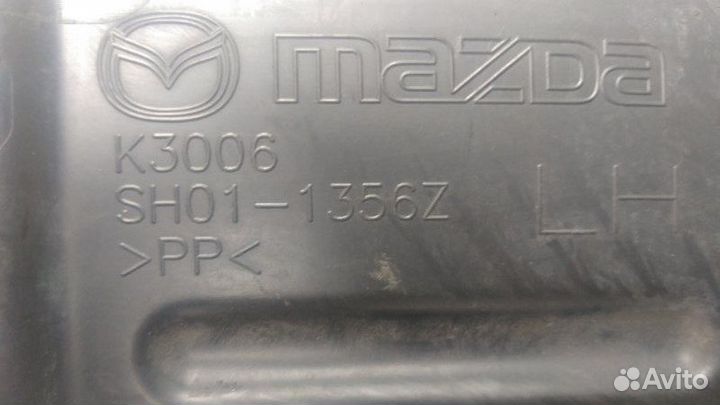 mazda
K3006
SH01-1356Z
LH
>PP<
Avito